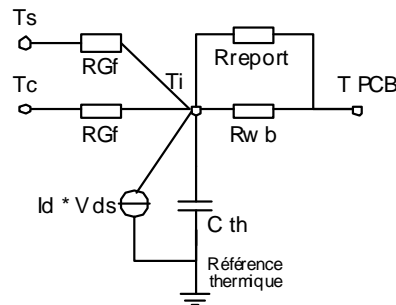 Ts
RGf
Tc
RGf
Ti
Rreport
Rw b
T PCB
Id * Vds
C th
Référence
thermique